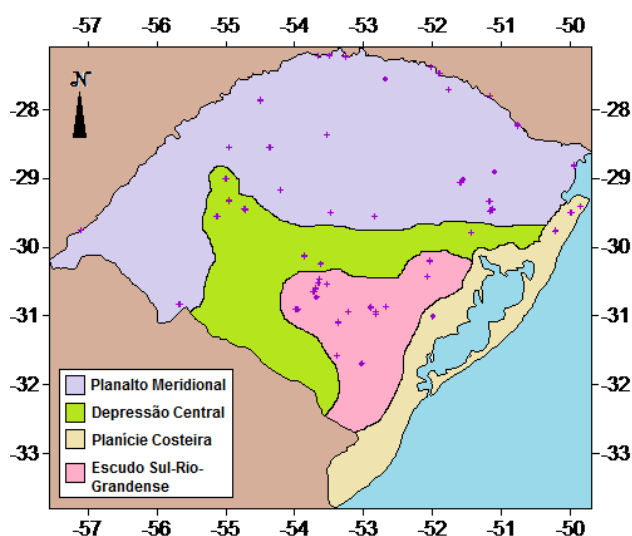 -57 -56 -55 -54 -53 -52 -51 -50
N
-28 -28
-29 -29
-30 -30
-31 -31
-32 -32
-33 -33
Planalto Meridional
Depressão Central
Planície Costeira
Escudo Sul-Rio-
Grandense
-57 -56 -55 -54 -53 -52 -51 -50